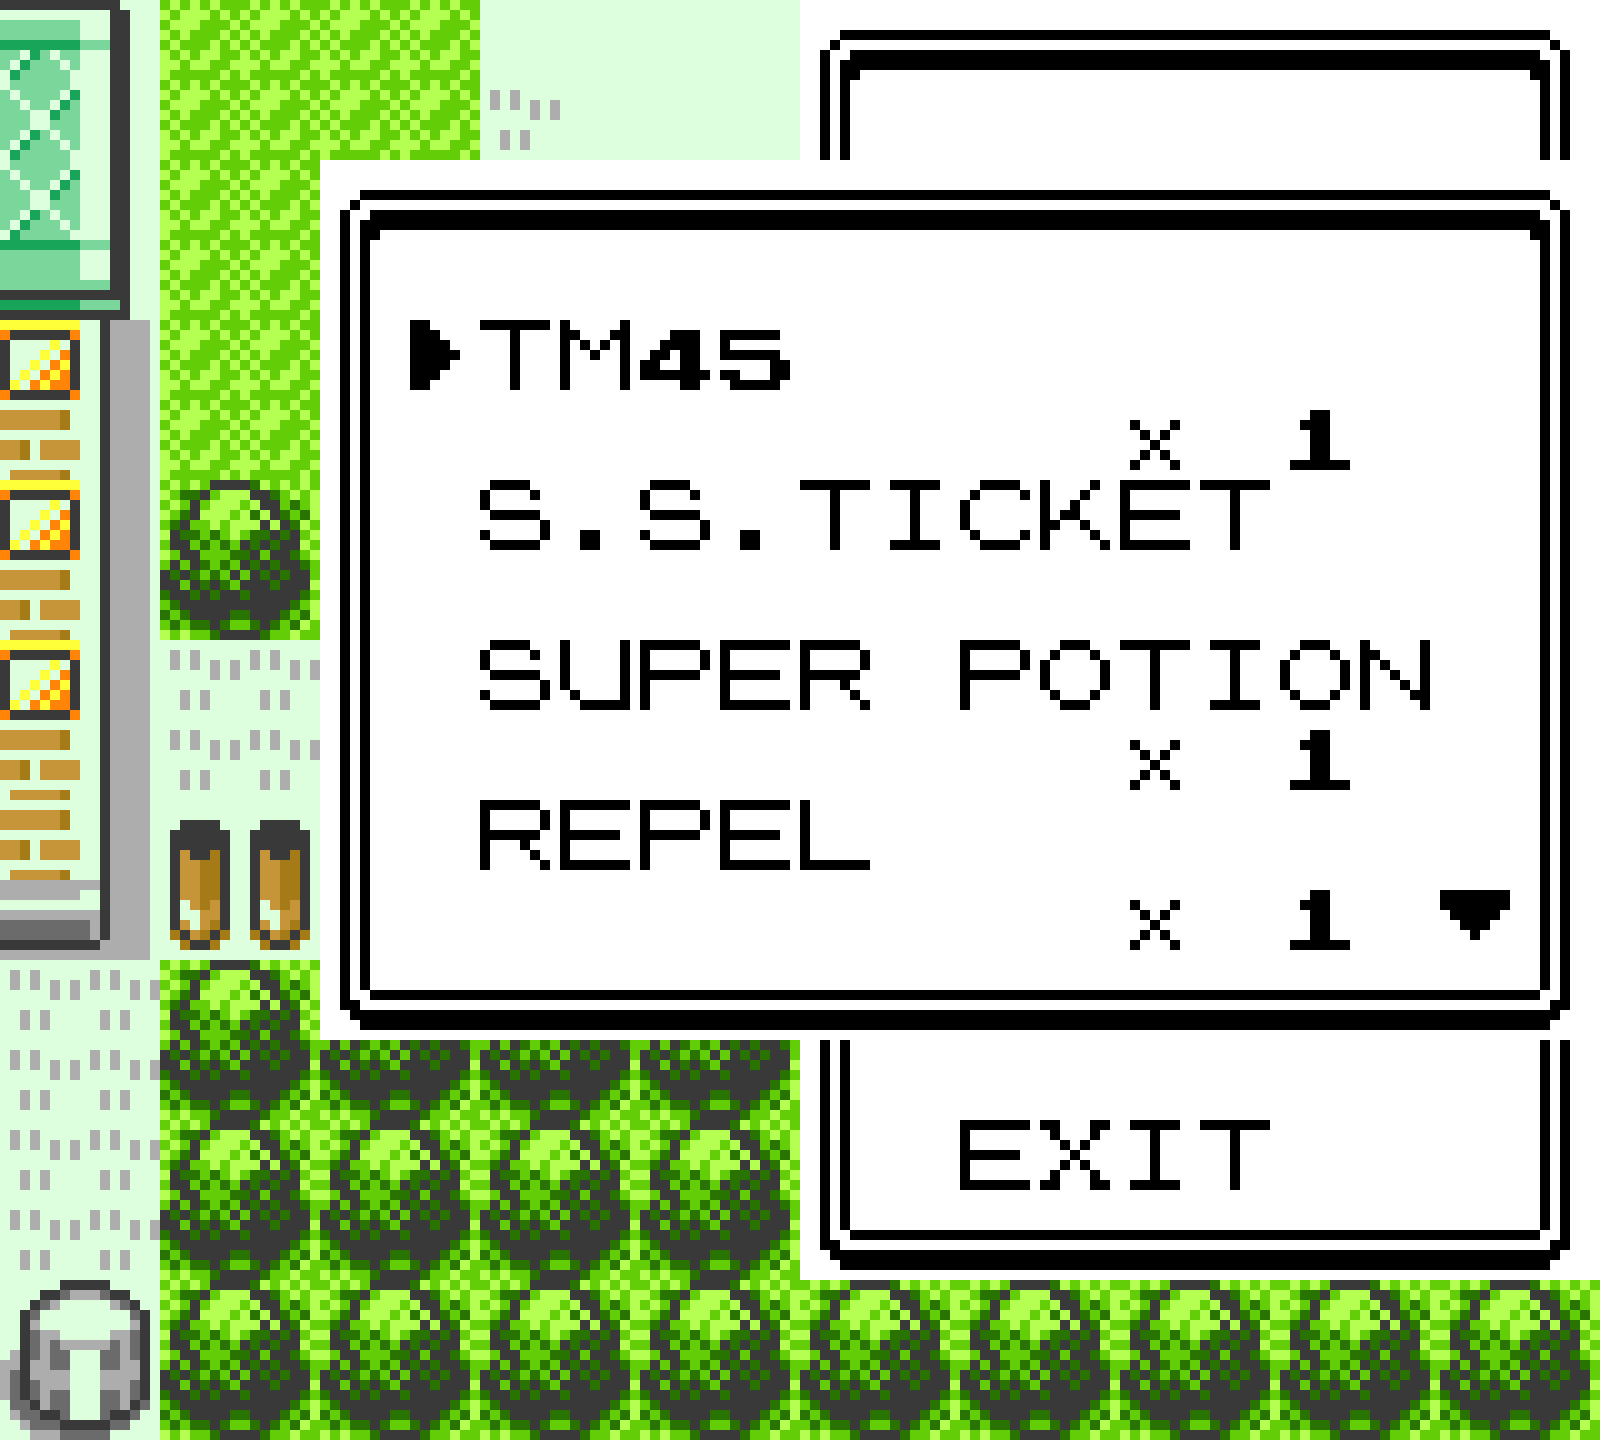 ▶TM45
× 1
S.S.TICKET
SUPER POTION
× 1
REPEL
× 1 ▼
EXIT